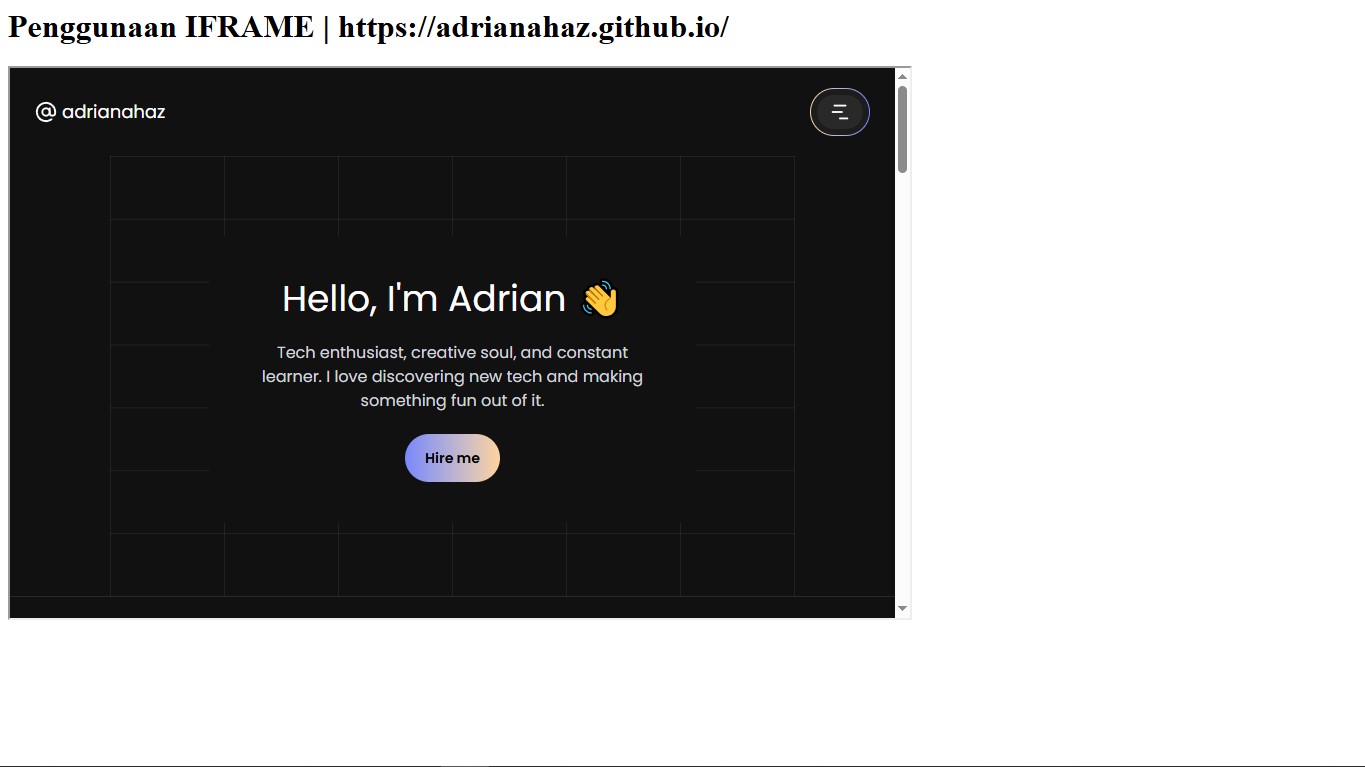 Penggunaan IFRAME | https://adrianahaz.github.io/
@ adrianahaz
Hello, I'm Adrian 👋
Tech enthusiast, creative soul, and constant
learner. I love discovering new tech and making
something fun out of it.
Hire me